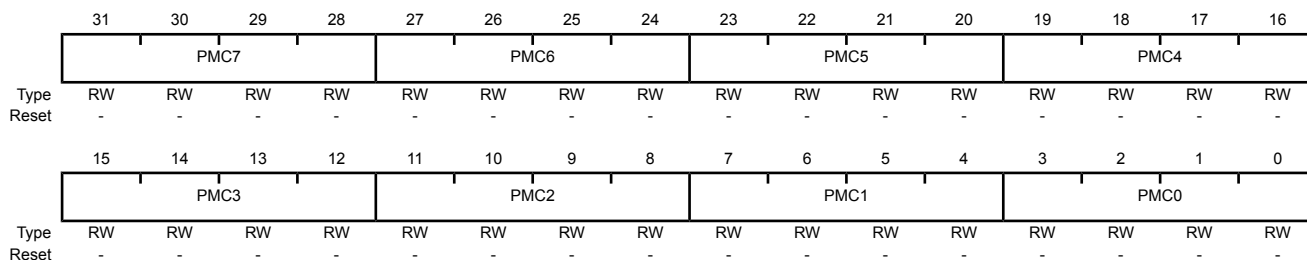 31 30 29 28 27 26 25 24 23 22 21 20 19 18 17 16
PMC7 PMC6 PMC5 PMC4
Type RW RW RW RW RW RW RW RW RW RW RW RW RW RW RW RW
Reset - - - - - - - - - - - - - - - -
15 14 13 12 11 10 9 8 7 6 5 4 3 2 1 0
PMC3 PMC2 PMC1 PMC0
Type RW RW RW RW RW RW RW RW RW RW RW RW RW RW RW RW
Reset - - - - - - - - - - - - - - - -